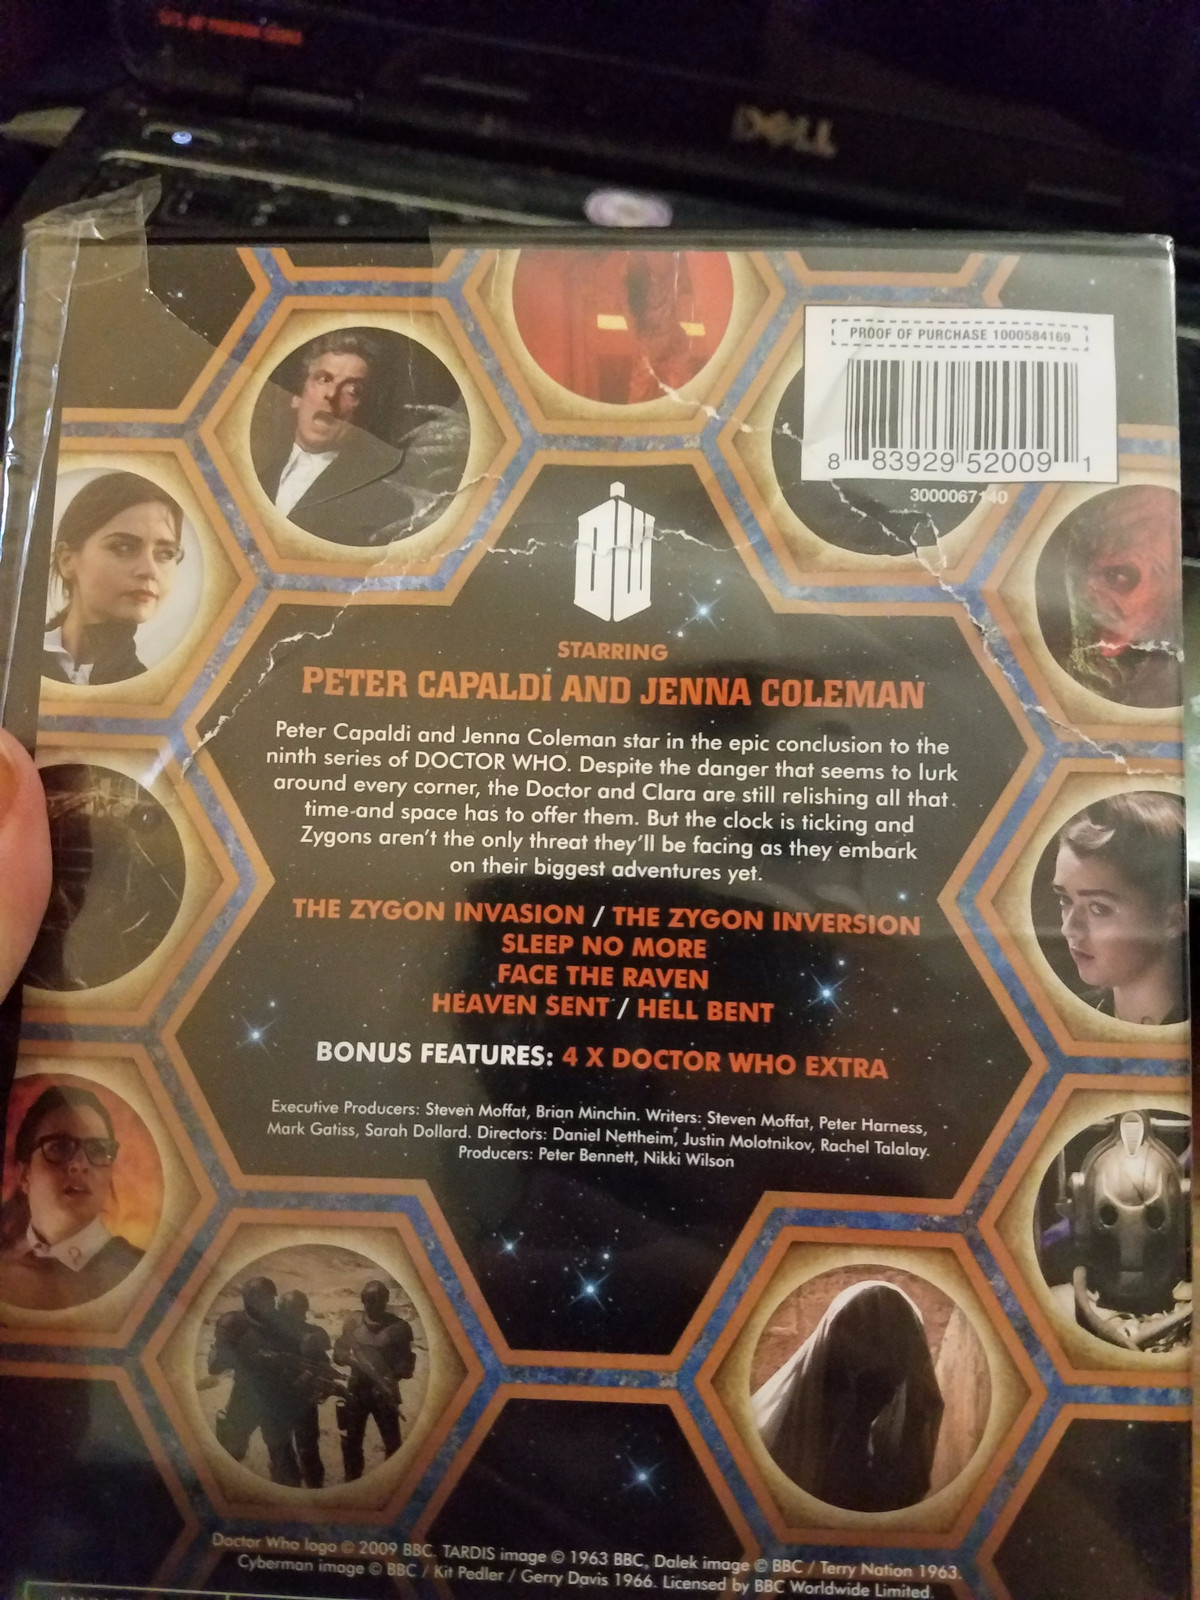 DELL
PROOF OF PURCHASE 1000584169
8 83929 52009 1
3000067140
DW
STARRING
PETER CAPALDI AND JENNA COLEMAN
Peter Capaldi and Jenna Coleman star in the epic conclusion to the
ninth series of DOCTOR WHO. Despite the danger that seems to lurk
around every corner, the Doctor and Clara are still relishing all that
time and space has to offer them. But the clock is ticking and
Zygons aren't the only threat they'll be facing as they embark
on their biggest adventures yet.
THE ZYGON INVASION / THE ZYGON INVERSION
SLEEP NO MORE
FACE THE RAVEN
HEAVEN SENT / HELL BENT
BONUS FEATURES: 4 X DOCTOR WHO EXTRA
Executive Producers: Steven Moffat, Brian Minchin. Writers: Steven Moffat, Peter Harness,
Mark Gatiss, Sarah Dollard. Directors: Daniel Nettheim, Justin Molotnikov, Rachel Talalay.
Producers: Peter Bennett, Nikki Wilson
?
Doctor Who logo © 2009 BBC. TARDIS image © 1963 BBC, Dalek image © BBC / Terry Nation 1963.
Cyberman image © BBC / Kit Pedler / Gerry Davis 1966. Licensed by BBC Worldwide Limited.